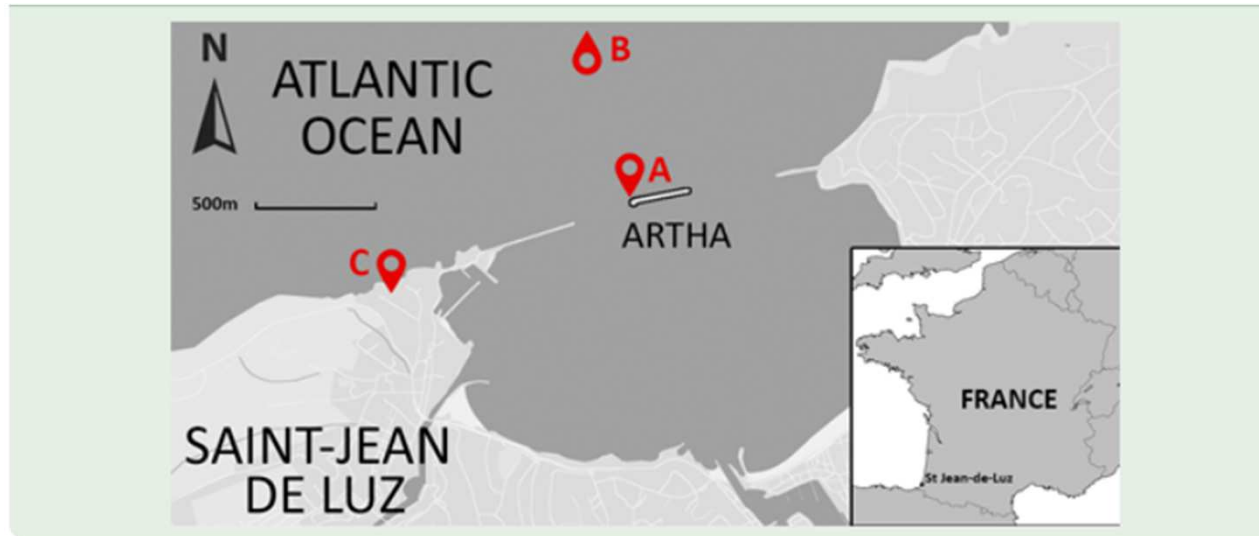 N
ATLANTIC
OCEAN
B
A
500m
ARTHA
C
FRANCE
SAINT-JEAN
DE LUZ
St Jean-de-Luz